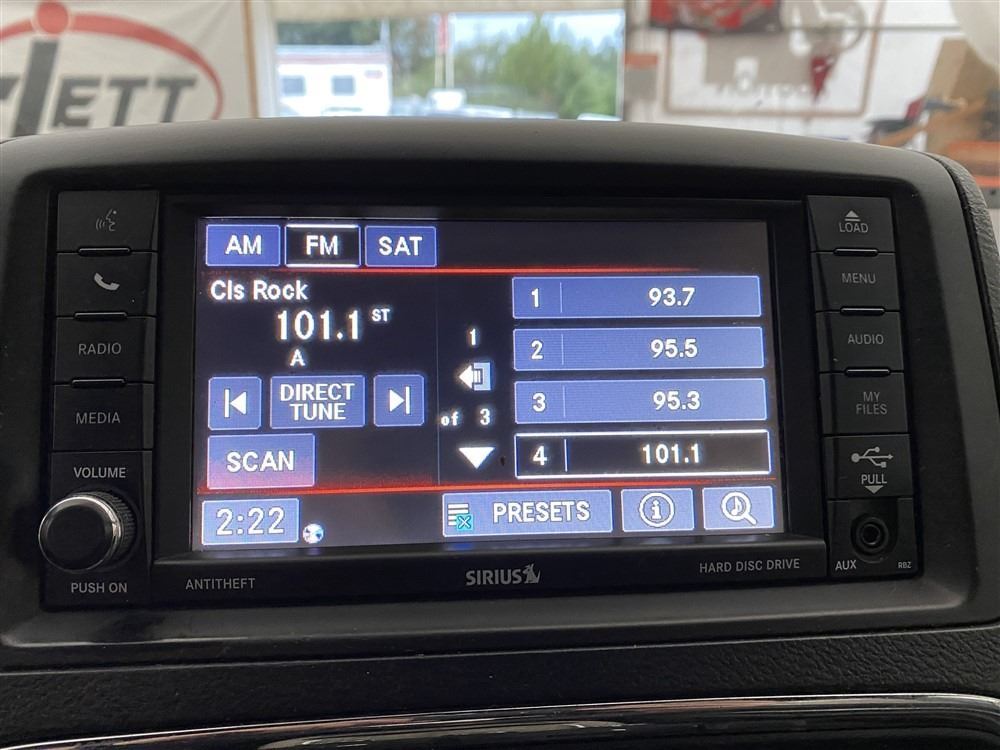 IETT
AM FM SAT
Cls Rock
101.1 ST
A
DIRECT
TUNE
SCAN
2:22
1
of 3
1 93.7
2 95.5
3 95.3
4 101.1
PRESETS
RADIO
MEDIA
VOLUME
PUSH ON
ANTITHEFT
SIRIUS
HARD DISC DRIVE
LOAD
MENU
AUDIO
MY
FILES
PULL
AUX RBZ